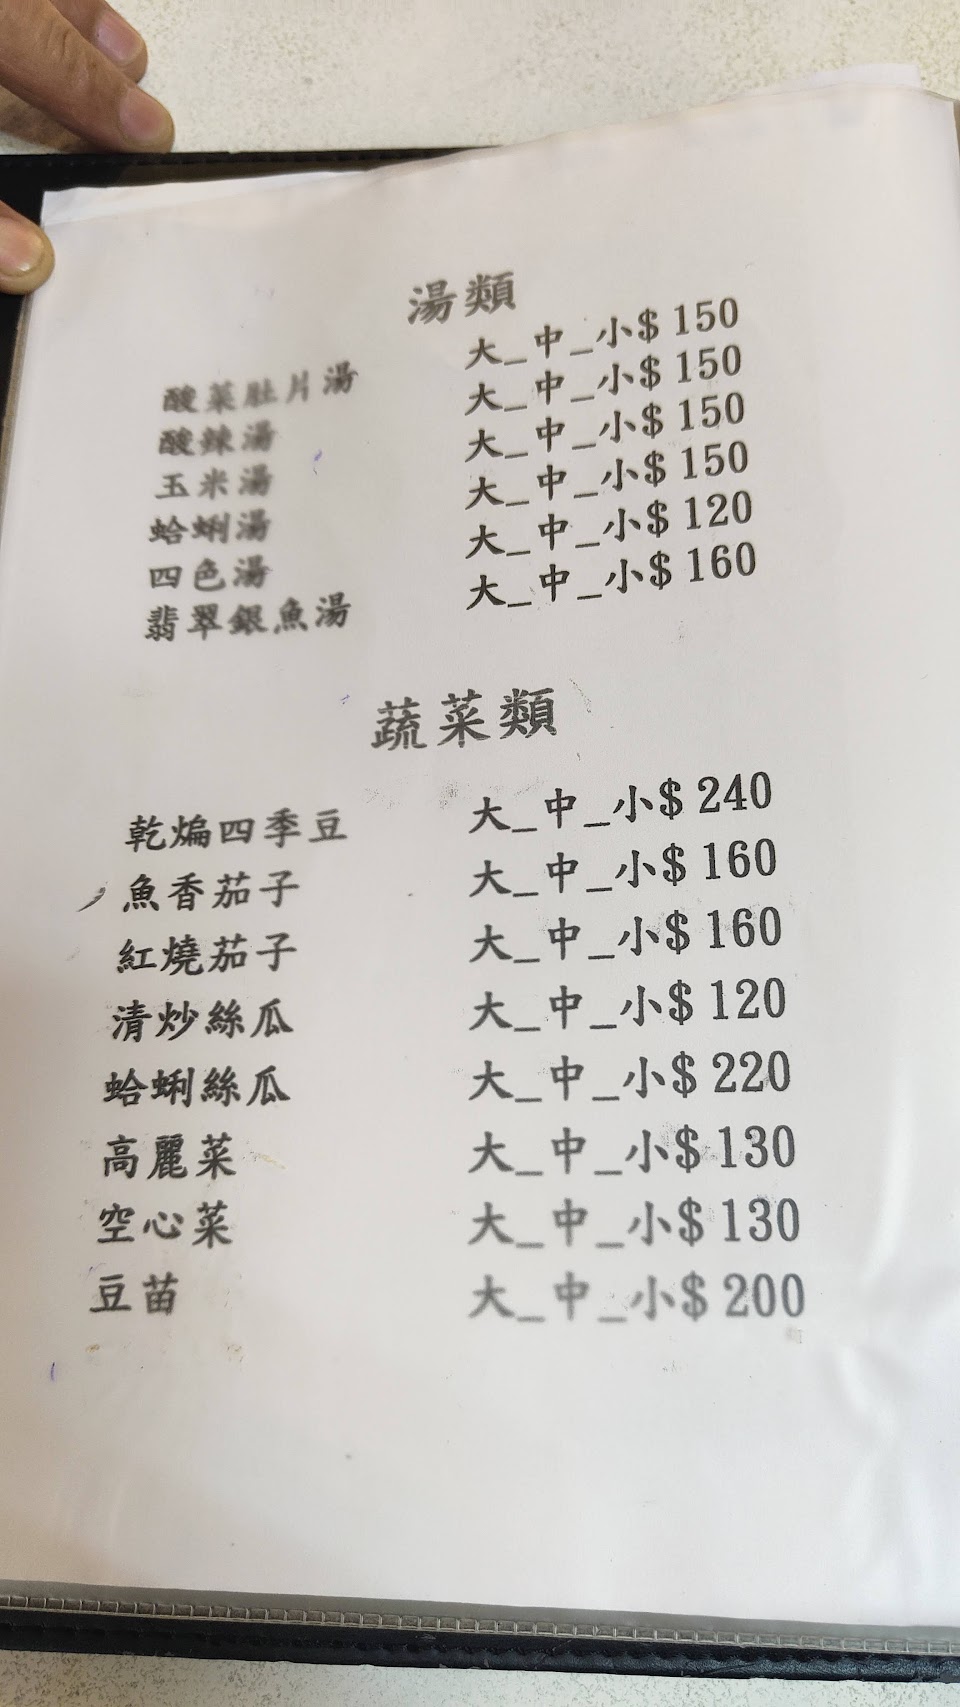 湯類
酸菜肚片湯 大_中_小$150
酸辣湯 大_中_小$150
玉米湯 大_中_小$150
蛤蜊湯 大_中_小$150
四色湯 大_中_小$120
翡翠銀魚湯 大_中_小$160
蔬菜類
乾煸四季豆 大_中_小$240
魚香茄子 大_中_小$160
紅燒茄子 大_中_小$160
清炒絲瓜 大_中_小$120
蛤蜊絲瓜 大_中_小$220
高麗菜 大_中_小$130
空心菜 大_中_小$130
豆苗 大_中_小$200